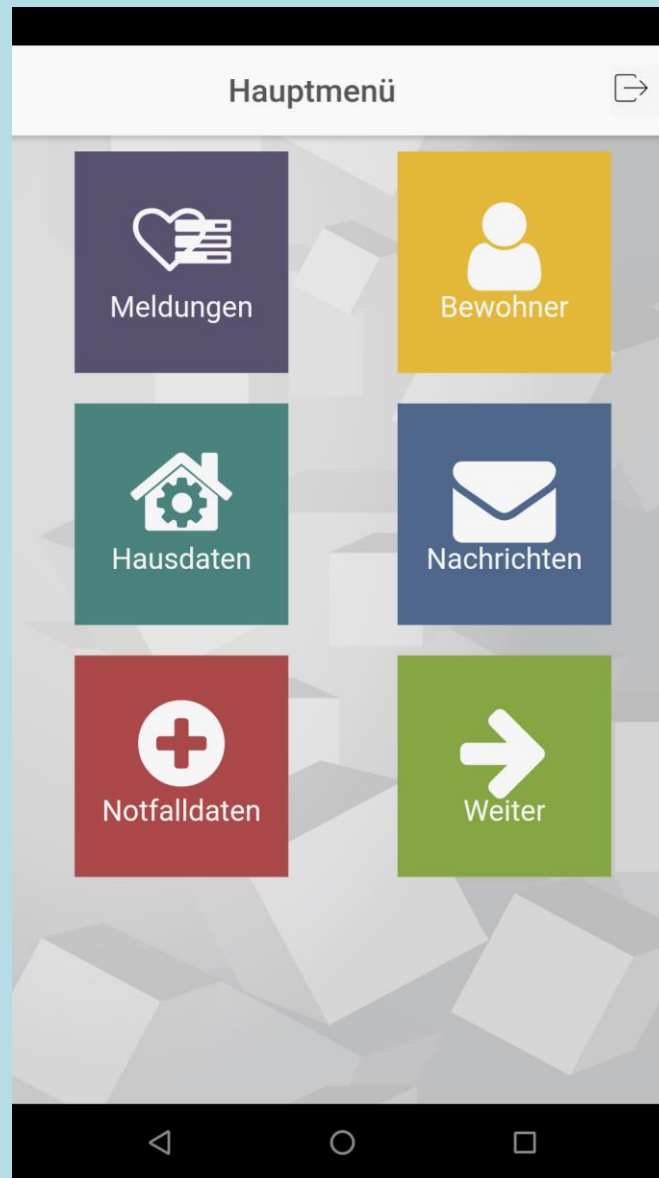 Hauptmenü
Meldungen
Bewohner
Hausdaten
Nachrichten
Notfalldaten
Weiter